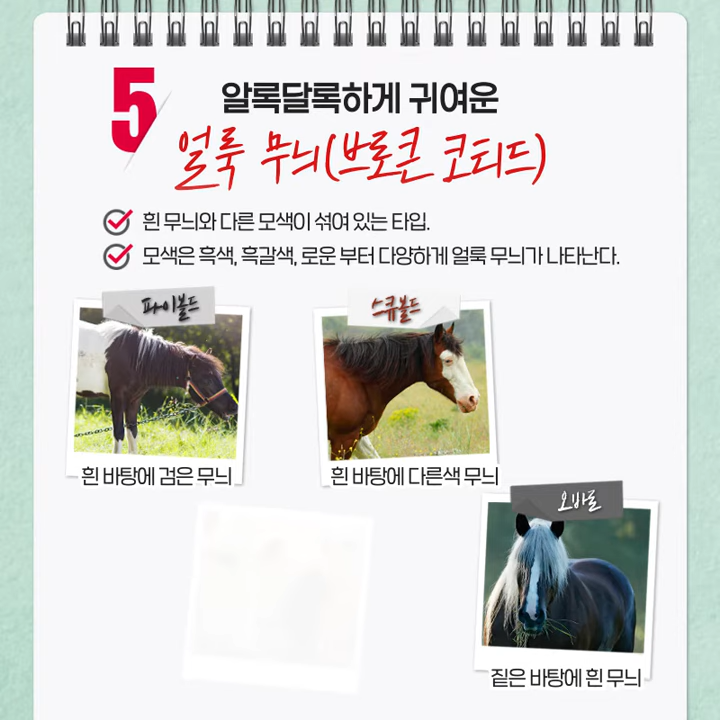 5
알록달록하게 귀여운
얼룩 무늬(브로큰 코티드)
흰 무늬와 다른 모색이 섞여 있는 타입.
모색은 흑색, 흑갈색, 로운 부터 다양하게 얼룩 무늬가 나타난다.
파이볼드
스큐볼드
흰 바탕에 검은 무늬
흰 바탕에 다른색 무늬
오바로
짙은 바탕에 흰 무늬